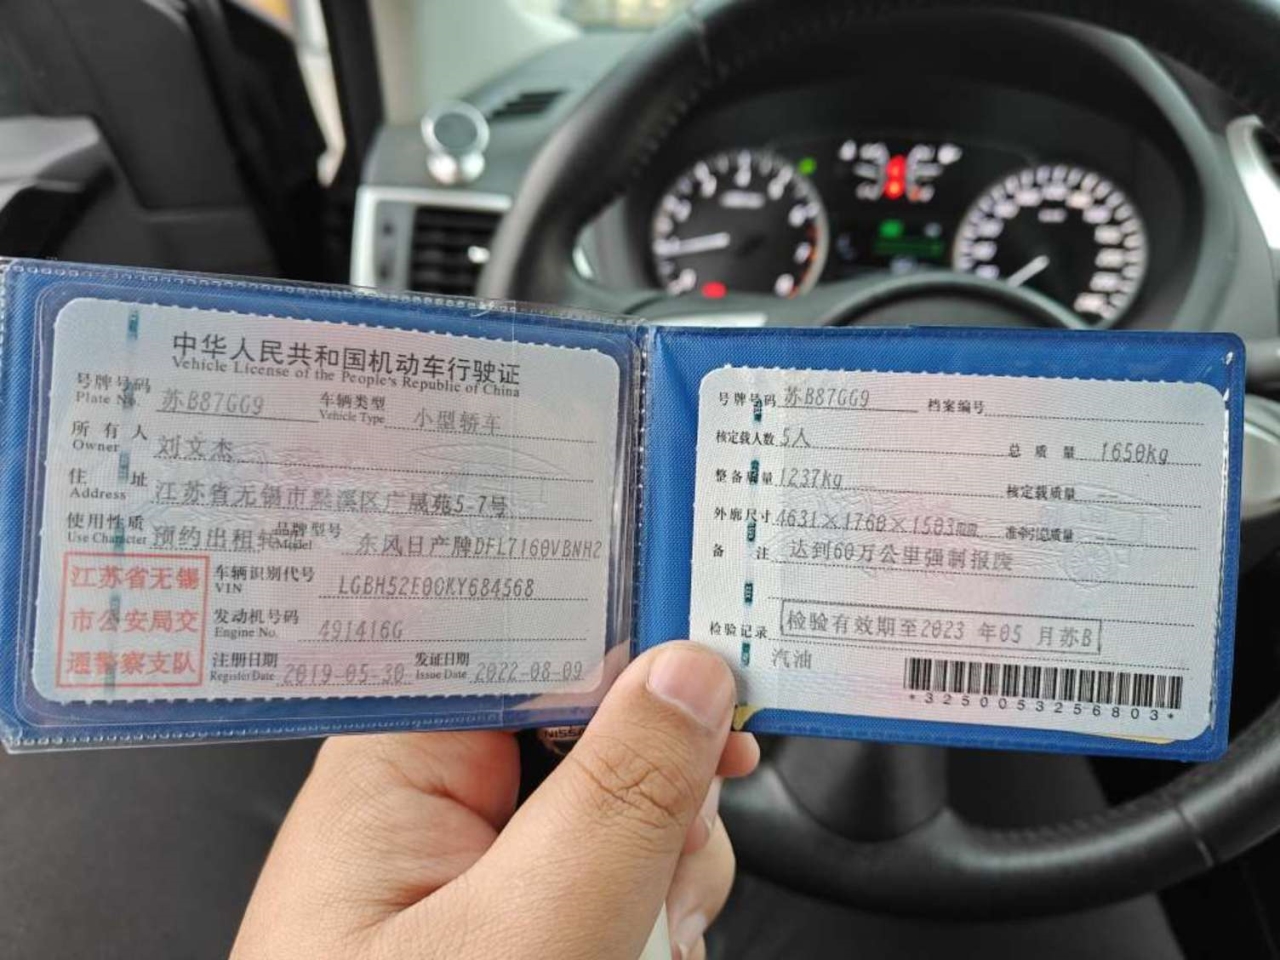 中华人民共和国机动车行驶证
Vehicle License of the People's Republic of China
号牌号码 苏B87GG9 车辆类型 小型轿车
Plate No. Vehicle Type
所有人 刘文杰
Owner
住址 江苏省无锡市梁溪区广晟苑5-7号
Address
使用性质 预约出租转 品牌型号 东风日产牌DFL7160VBNH2
Use Character Model
江苏省无锡
市公安局交
通警察支队
车辆识别代号 LGBH52E00KY684568
VIN
发动机号码 491416G
Engine No.
注册日期 2019-05-30 发证日期 2022-08-09
Register Date Issue Date
号牌号码 苏B87GG9 档案编号
核定载人数 5人 总质量 1650kg
整备质量 1237kg 核定载质量 --
外廓尺寸 4631×1760×1503mm 准牵引总质量 --
备注 达到60万公里强制报废
检验记录 检验有效期至2023年05月苏B
汽油
*3250053256803*
NISSAN